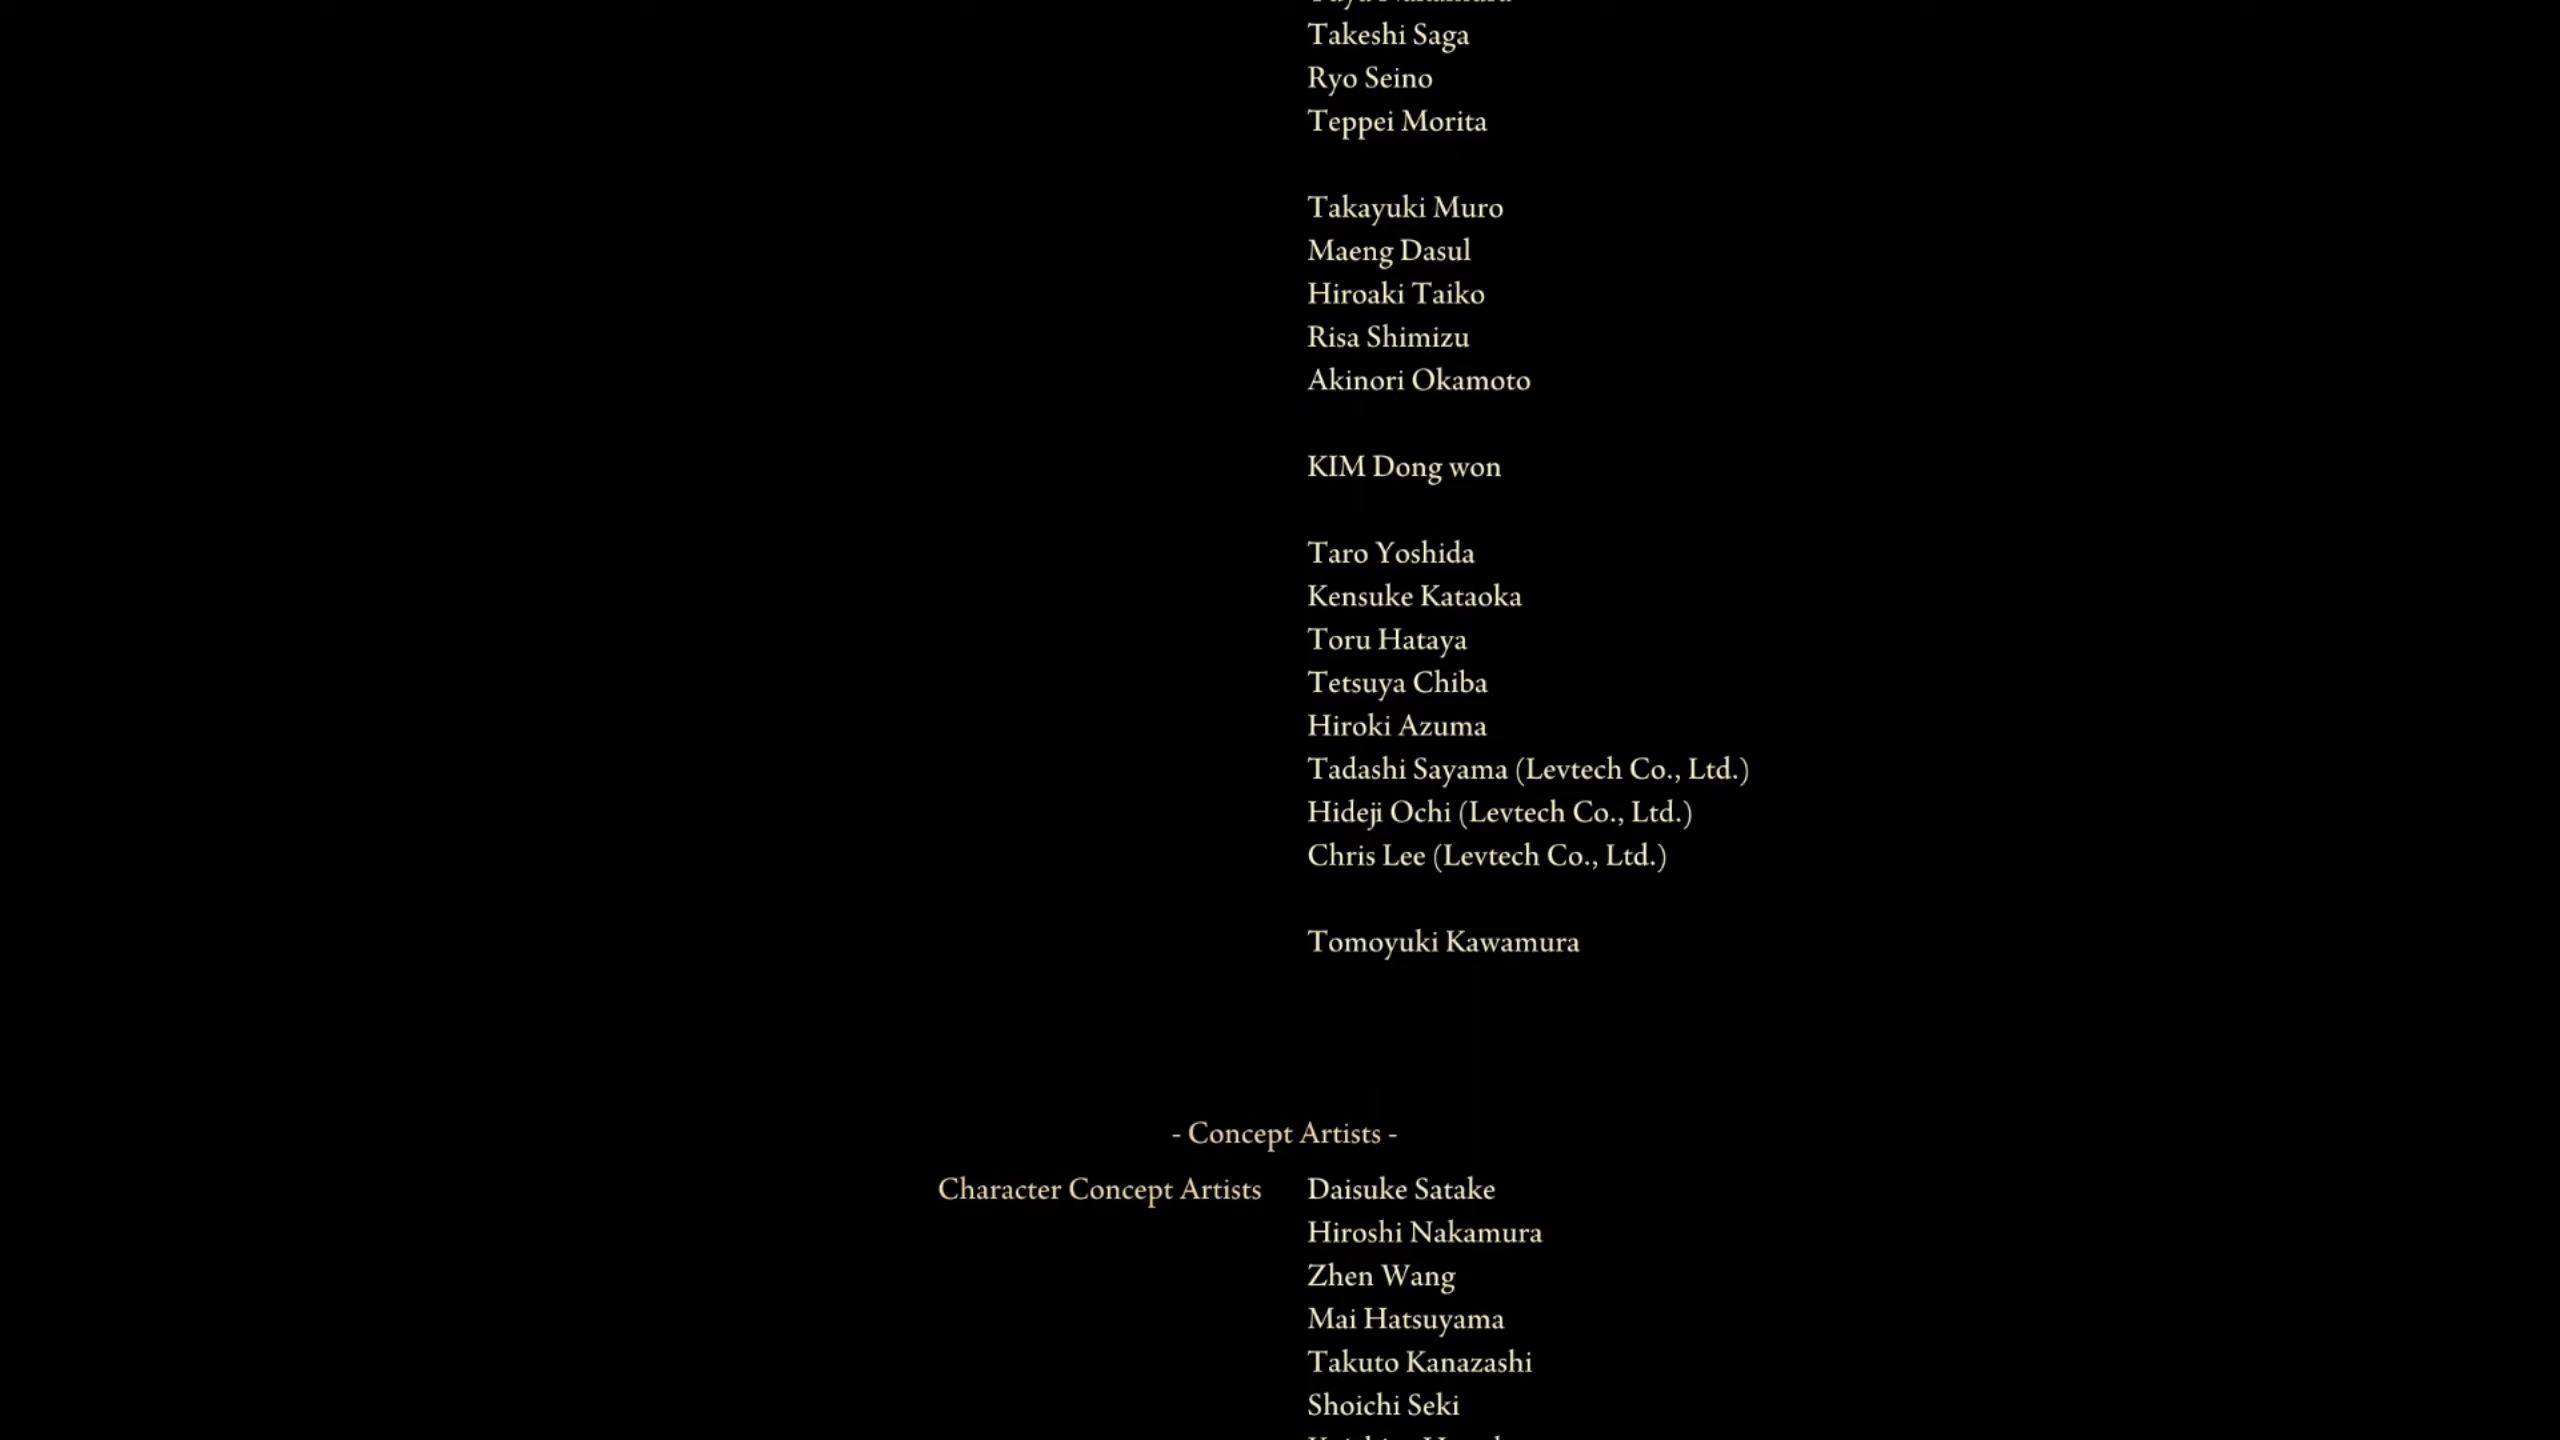 Takeshi Saga
Ryo Seino
Teppei Morita
Takayuki Muro
Maeng Dasul
Hiroaki Taiko
Risa Shimizu
Akinori Okamoto
KIM Dong won
Taro Yoshida
Kensuke Kataoka
Toru Hataya
Tetsuya Chiba
Hiroki Azuma
Tadashi Sayama (Levtech Co., Ltd.)
Hideji Ochi (Levtech Co., Ltd.)
Chris Lee (Levtech Co., Ltd.)
Tomoyuki Kawamura
- Concept Artists -
Character Concept Artists Daisuke Satake
Hiroshi Nakamura
Zhen Wang
Mai Hatsuyama
Takuto Kanazashi
Shoichi Seki